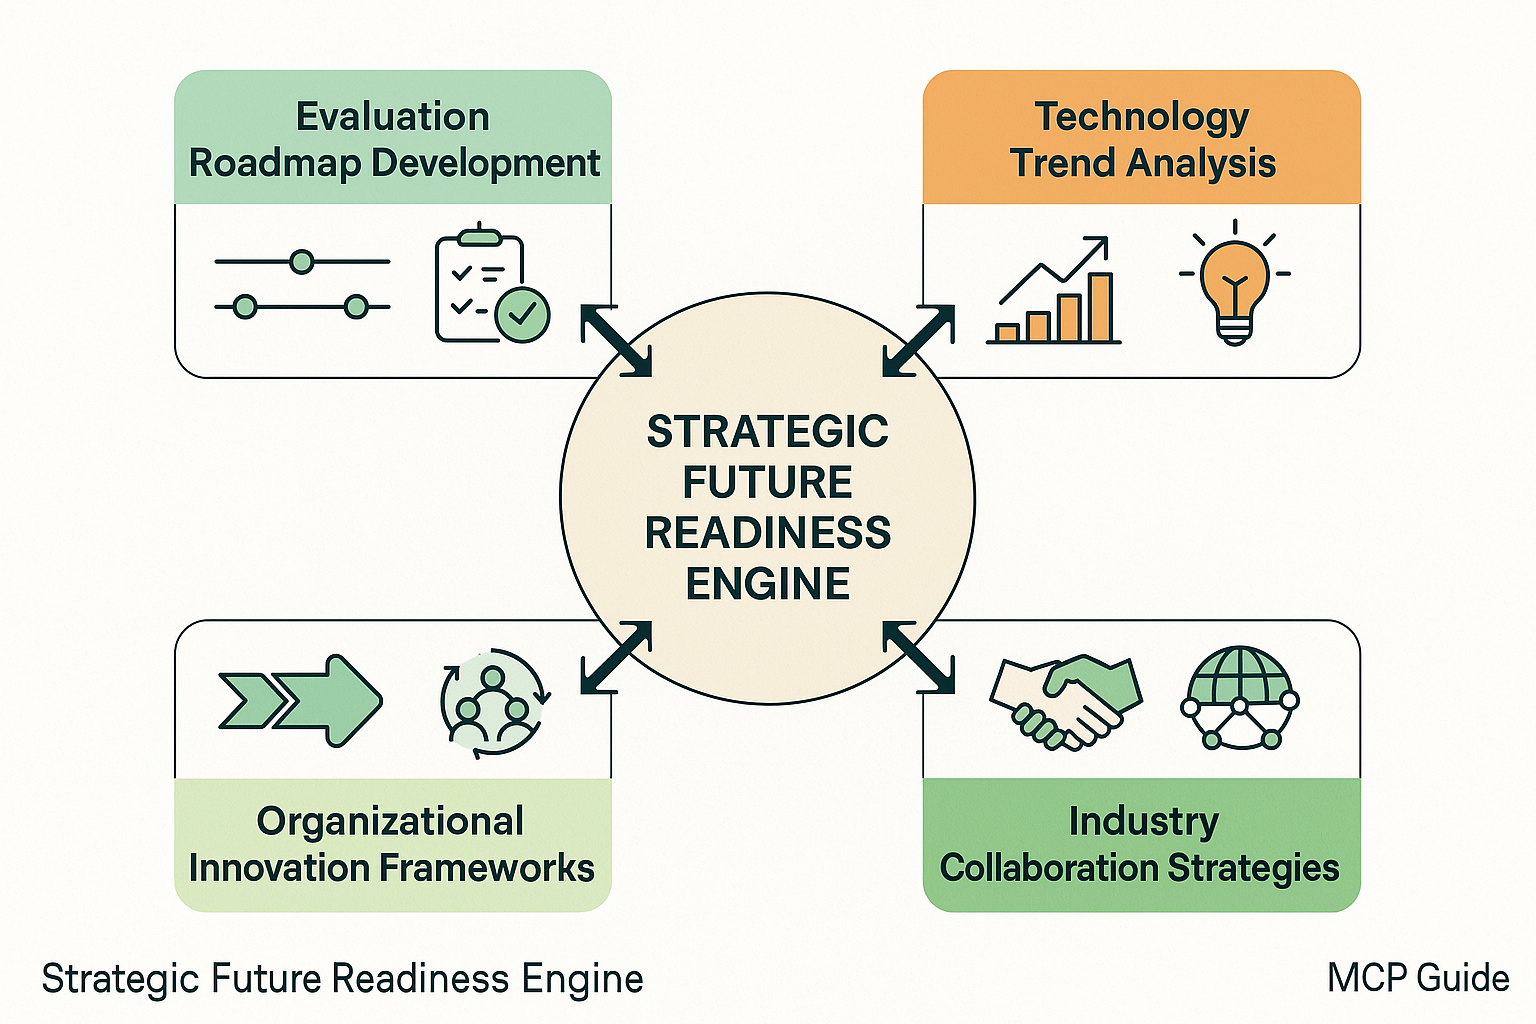 Evaluation
Roadmap Development
Technology
Trend Analysis
STRATEGIC
FUTURE
READINESS
ENGINE
Organizational
Innovation Frameworks
Industry
Collaboration Strategies
Strategic Future Readiness Engine
MCP Guide